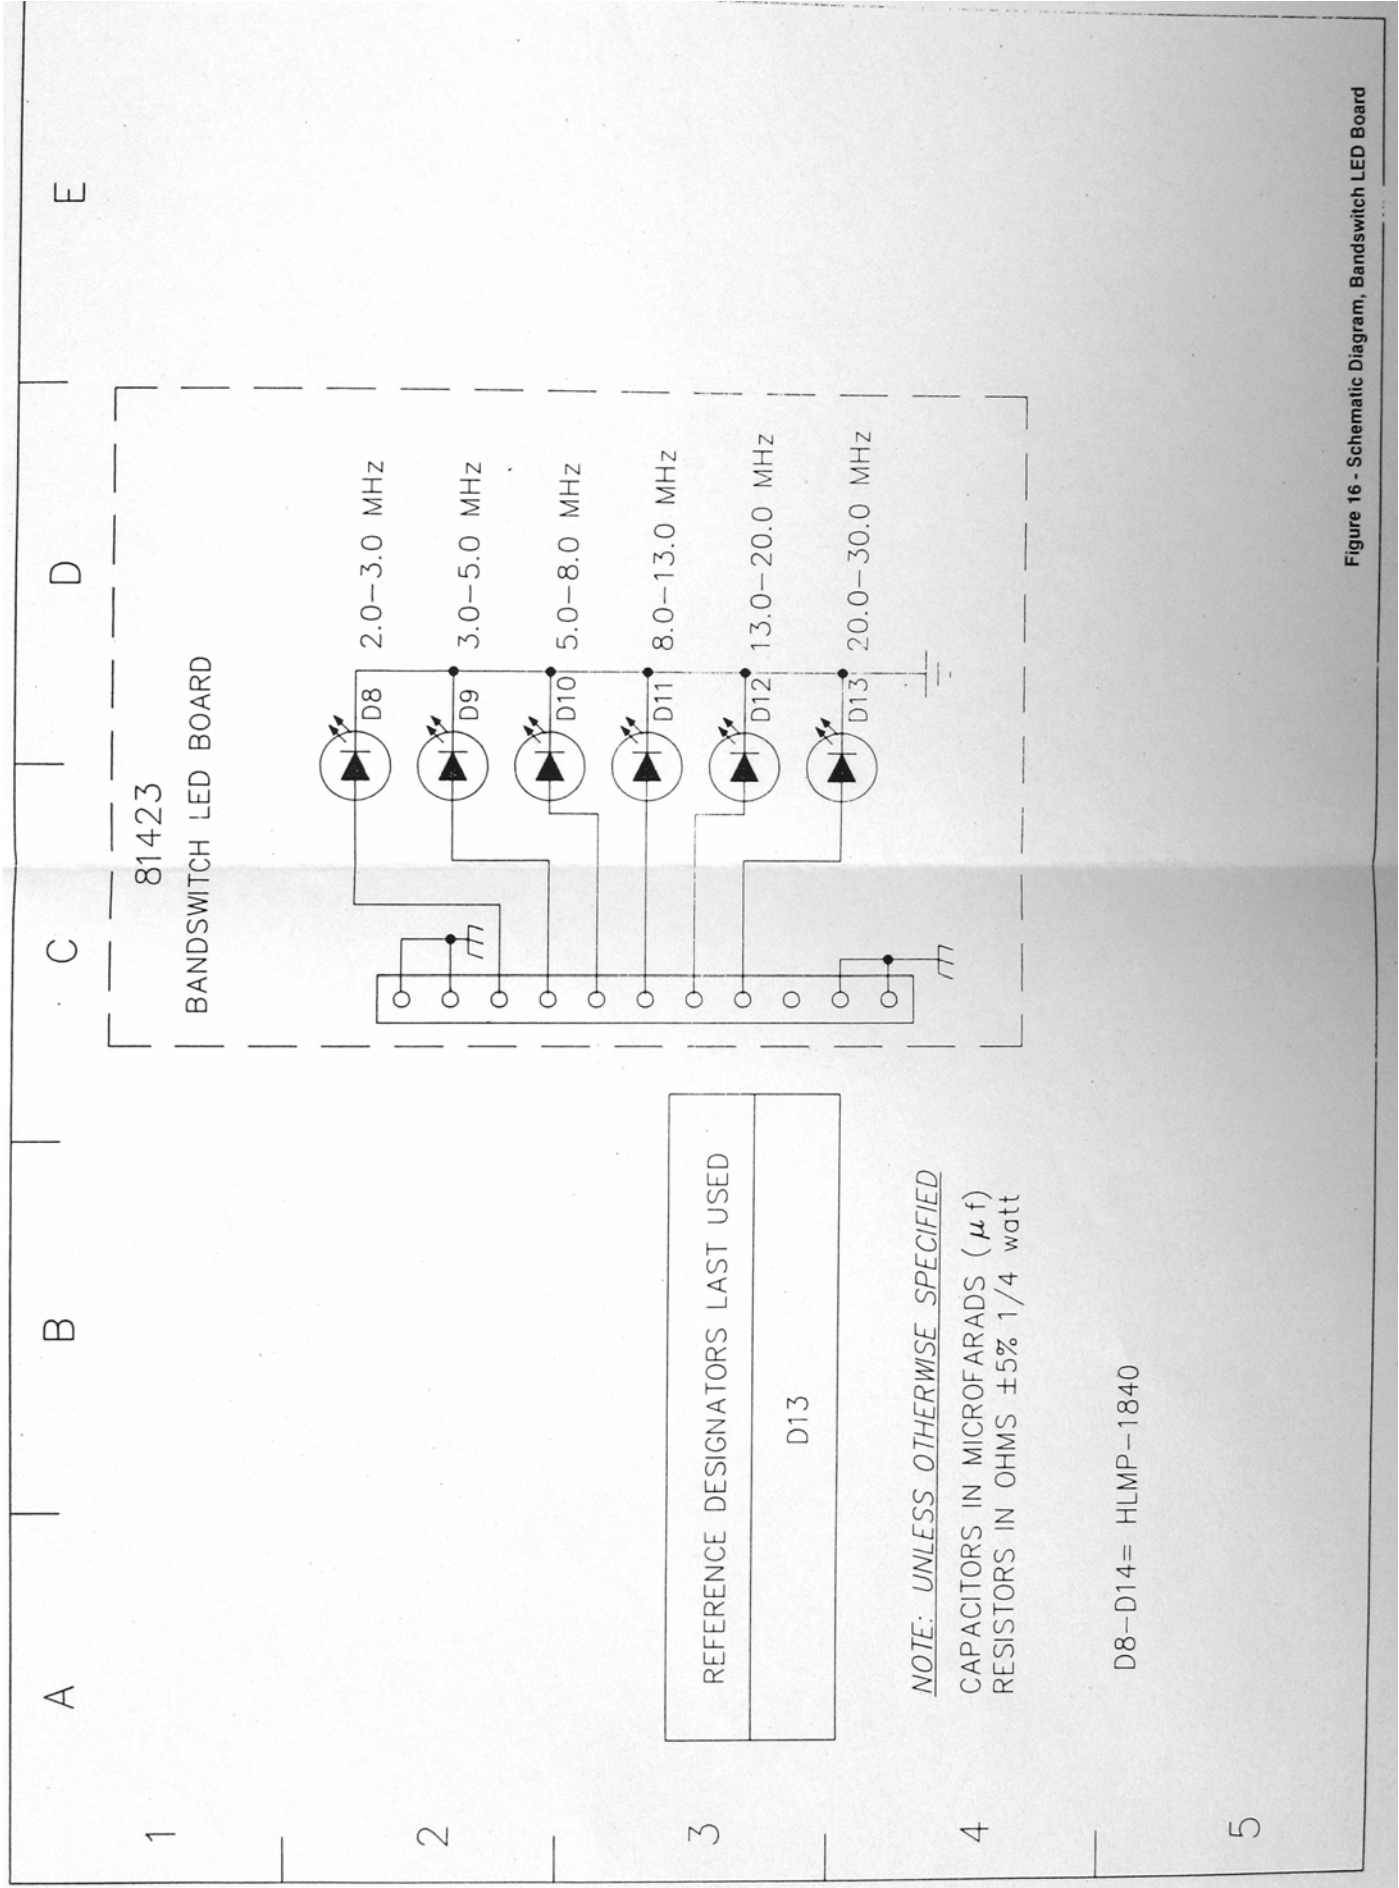 A
B
C
D
E
1
2
3
4
5
81423
BANDSWITCH LED BOARD
D8
2.0-3.0 MHz
D9
3.0-5.0 MHz
D10
5.0-8.0 MHz
D11
8.0-13.0 MHz
D12
13.0-20.0 MHz
D13
20.0-30.0 MHz
REFERENCE DESIGNATORS LAST USED
D13
NOTE: UNLESS OTHERWISE SPECIFIED
CAPACITORS IN MICROFARADS (μf)
RESISTORS IN OHMS ±5% 1/4 watt
D8-D14= HLMP-1840
Figure 16 - Schematic Diagram, Bandswitch LED Board